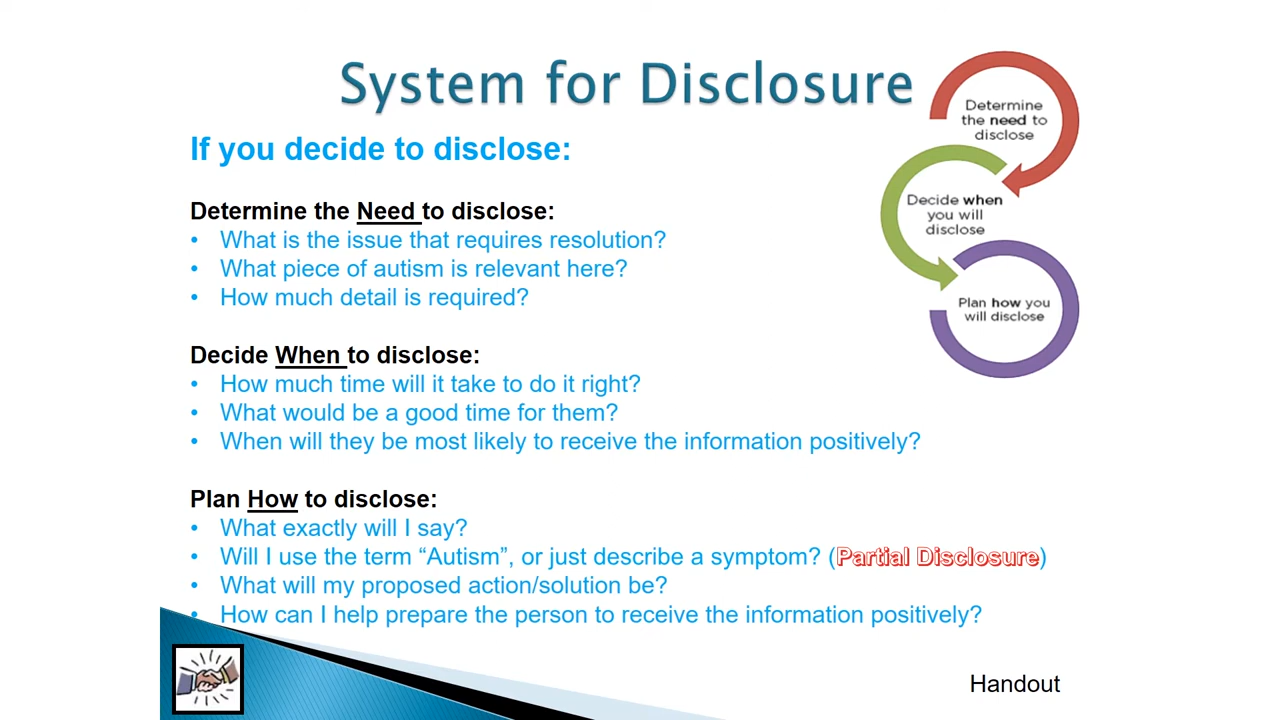 System for Disclosure
If you decide to disclose:
Determine the Need to disclose:
• What is the issue that requires resolution?
• What piece of autism is relevant here?
• How much detail is required?
Decide When to disclose:
• How much time will it take to do it right?
• What would be a good time for them?
• When will they be most likely to receive the information positively?
Plan How to disclose:
• What exactly will I say?
• Will I use the term “Autism”, or just describe a symptom? (Partial Disclosure)
• What will my proposed action/solution be?
• How can I help prepare the person to receive the information positively?
Determine
the need to
disclose
Decide when
you will
disclose
Plan how you
will disclose
Handout